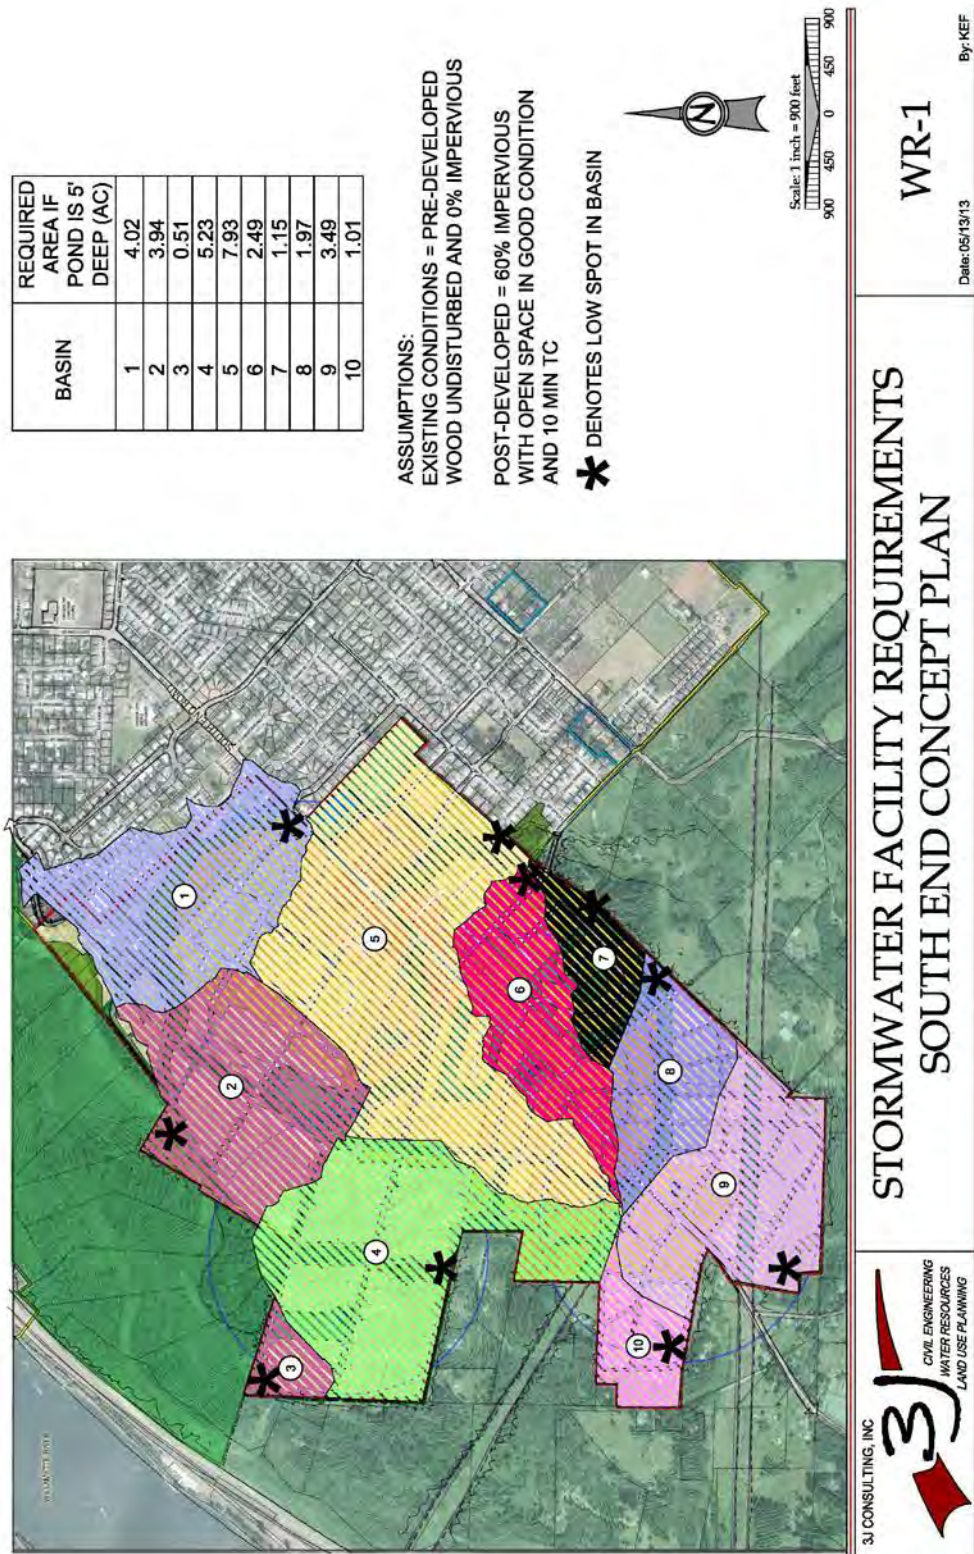 BASIN
REQUIRED
AREA IF
POND IS 5'
DEEP (AC)
1 4.02
2 3.94
3 0.51
4 5.23
5 7.93
6 2.49
7 1.15
8 1.97
9 3.49
10 1.01
ASSUMPTIONS:
EXISTING CONDITIONS = PRE-DEVELOPED
WOOD UNDISTURBED AND 0% IMPERVIOUS
POST-DEVELOPED = 60% IMPERVIOUS
WITH OPEN SPACE IN GOOD CONDITION
AND 10 MIN TC
* DENOTES LOW SPOT IN BASIN
N
Scale: 1 inch = 900 feet
900 450 0 450 900
WILLAMETTE RIVER
1
2
3
4
5
6
7
8
9
10
3J CONSULTING, INC
3J
CIVIL ENGINEERING
WATER RESOURCES
LAND USE PLANNING
STORMWATER FACILITY REQUIREMENTS
SOUTH END CONCEPT PLAN
WR-1
Date:05/13/13
By: KEF